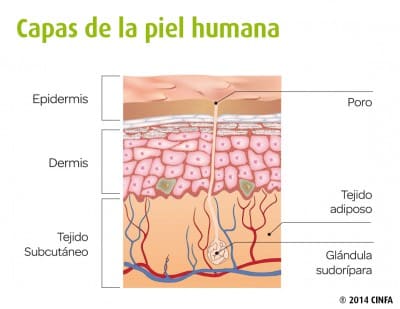 Capas de la piel humana
Epidermis
Poro
Dermis
Tejido
adiposo
Tejido
Subcutáneo
Glándula
sudorípara
® 2014 CINFA